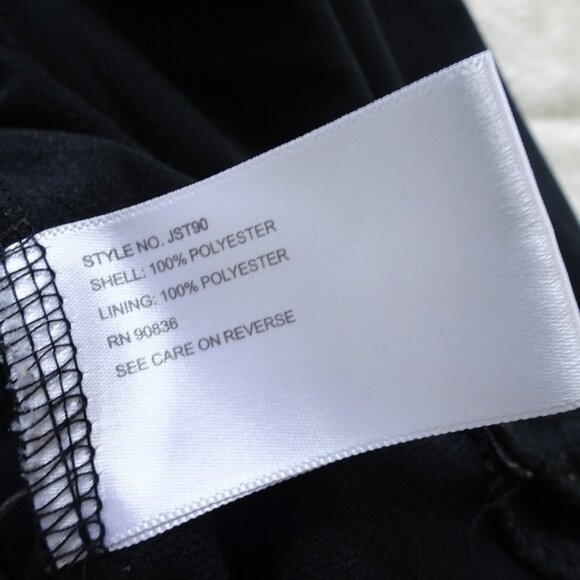 STYLE NO. JST90
SHELL: 100% POLYESTER
LINING: 100% POLYESTER
RN 90836
SEE CARE ON REVERSE